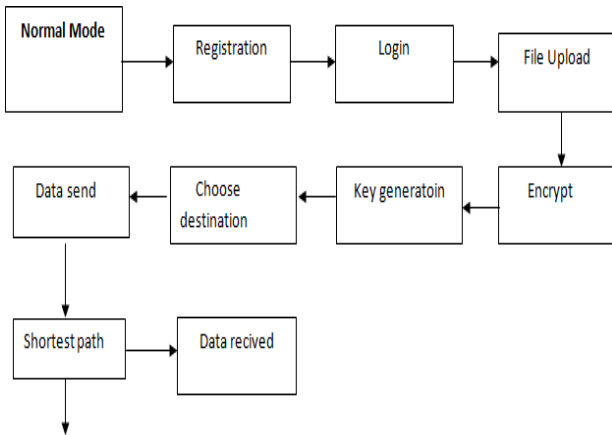 Normal Mode
Registration
Login
File Upload
Data send
Choose
destination
Key generatoin
Encrypt
Shortest path
Data recived